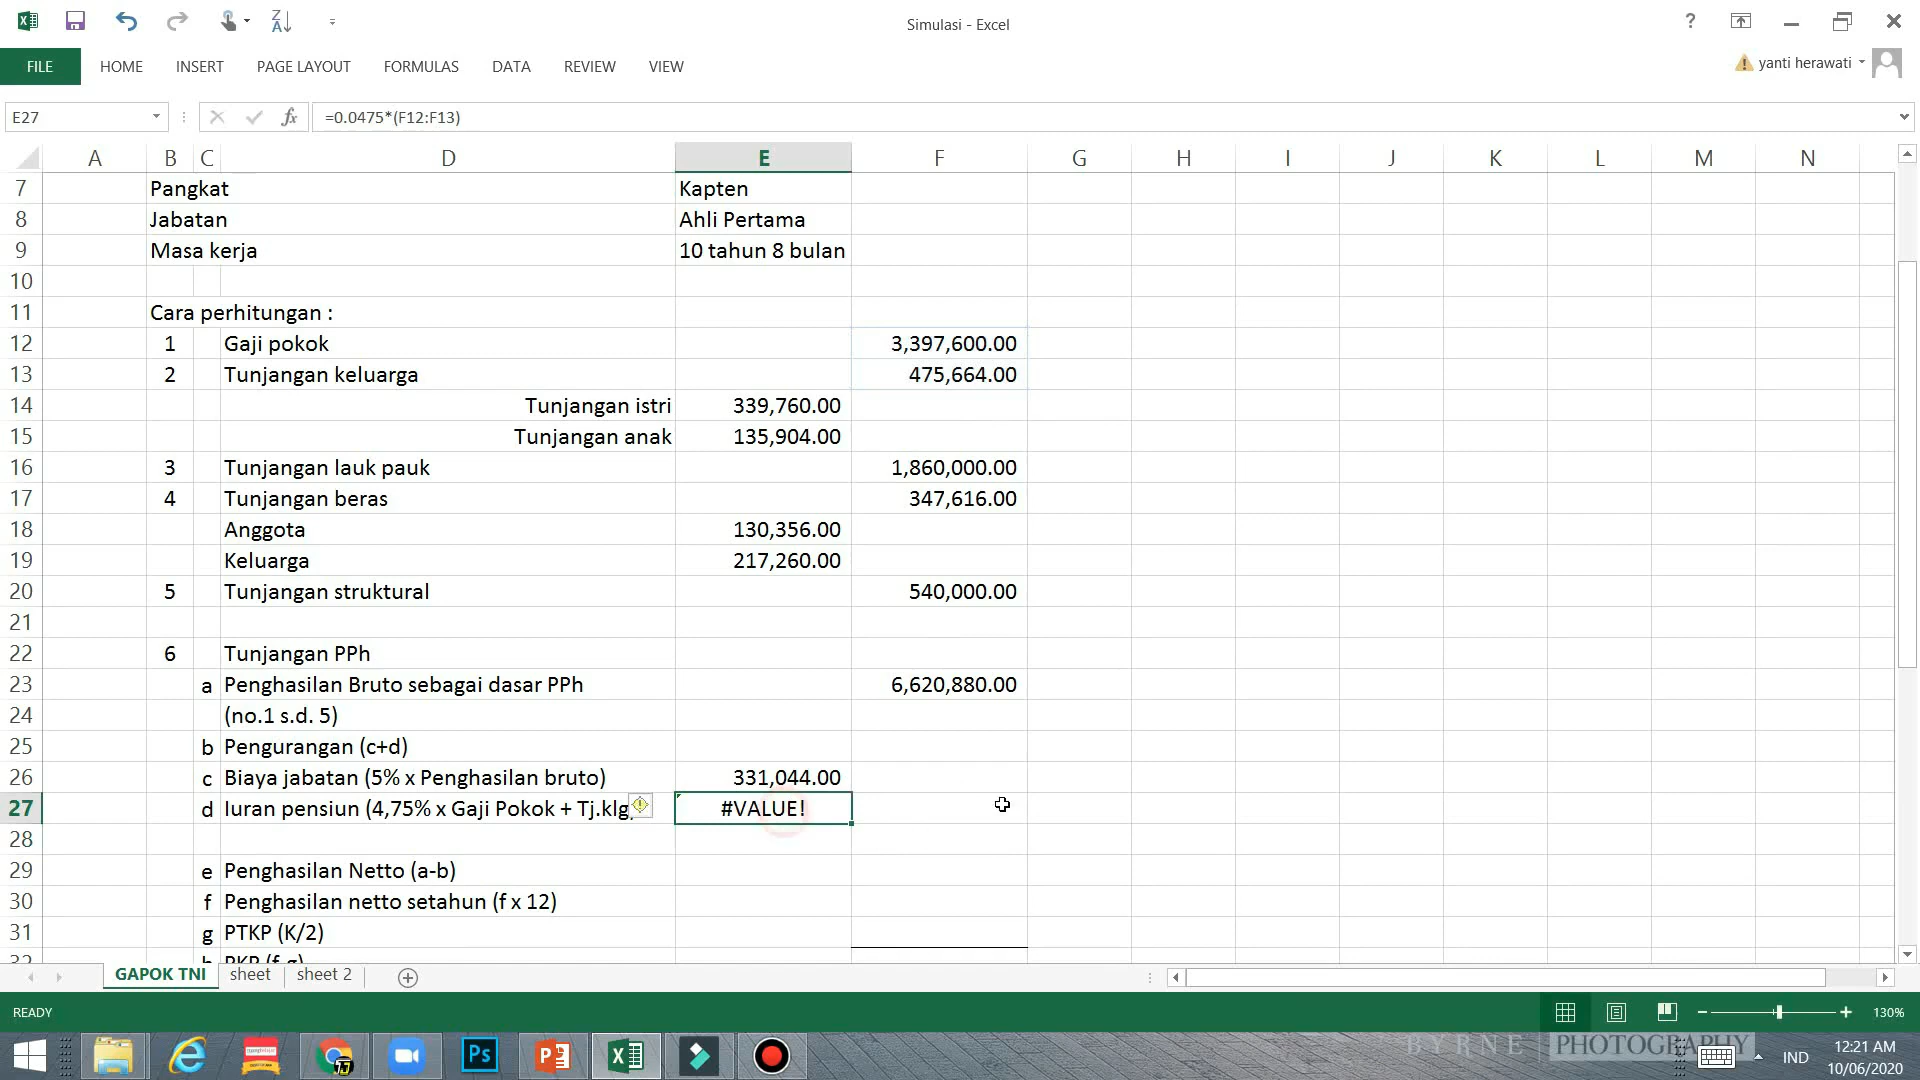 Simulasi - Excel
FILE HOME INSERT PAGE LAYOUT FORMULAS DATA REVIEW VIEW
yanti herawati
E27 fx =0.0475*(F12:F13)
A B C D E F G H I J K L M N
7 Pangkat Kapten
8 Jabatan Ahli Pertama
9 Masa kerja 10 tahun 8 bulan
10
11 Cara perhitungan :
12 1 Gaji pokok 3,397,600.00
13 2 Tunjangan keluarga 475,664.00
14 Tunjangan istri 339,760.00
15 Tunjangan anak 135,904.00
16 3 Tunjangan lauk pauk 1,860,000.00
17 4 Tunjangan beras 347,616.00
18 Anggota 130,356.00
19 Keluarga 217,260.00
20 5 Tunjangan struktural 540,000.00
21
22 6 Tunjangan PPh
23 a Penghasilan Bruto sebagai dasar PPh 6,620,880.00
24 (no.1 s.d. 5)
25 b Pengurangan (c+d)
26 c Biaya jabatan (5% x Penghasilan bruto) 331,044.00
27 d Iuran pensiun (4,75% x Gaji Pokok + Tj.klg #VALUE!
28
29 e Penghasilan Netto (a-b)
30 f Penghasilan netto setahun (f x 12)
31 g PTKP (K/2)
32 h PKP (f-g)
GAPOK TNI sheet sheet 2
READY 130%
BYRNE PHOTOGRAPHY
IND
12:21 AM
10/06/2020